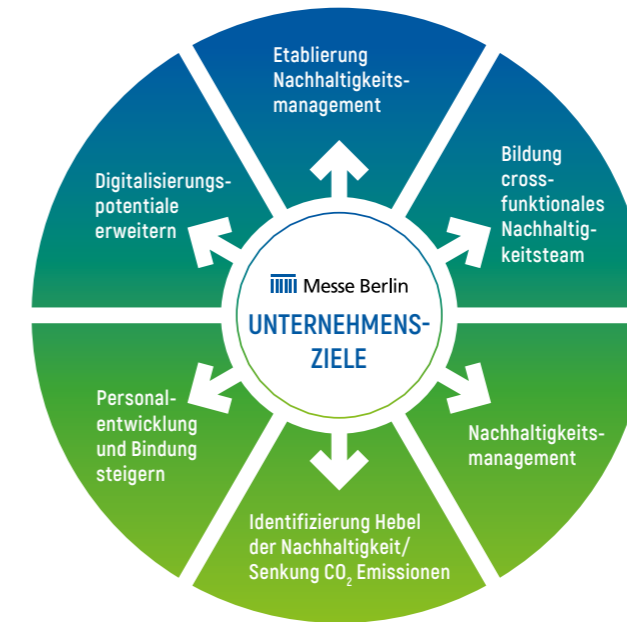 Etablierung
Nachhaltigkeits-
management
Bildung
cross-
funktionales
Nachhaltig-
keitsteam
Nachhaltigkeits-
management
Identifizierung Hebel
der Nachhaltigkeit/
Senkung CO₂ Emissionen
Personal-
entwicklung
und Bindung
steigern
Digitalisierungs-
potentiale
erweitern
Messe Berlin
UNTERNEHMENS-
ZIELE